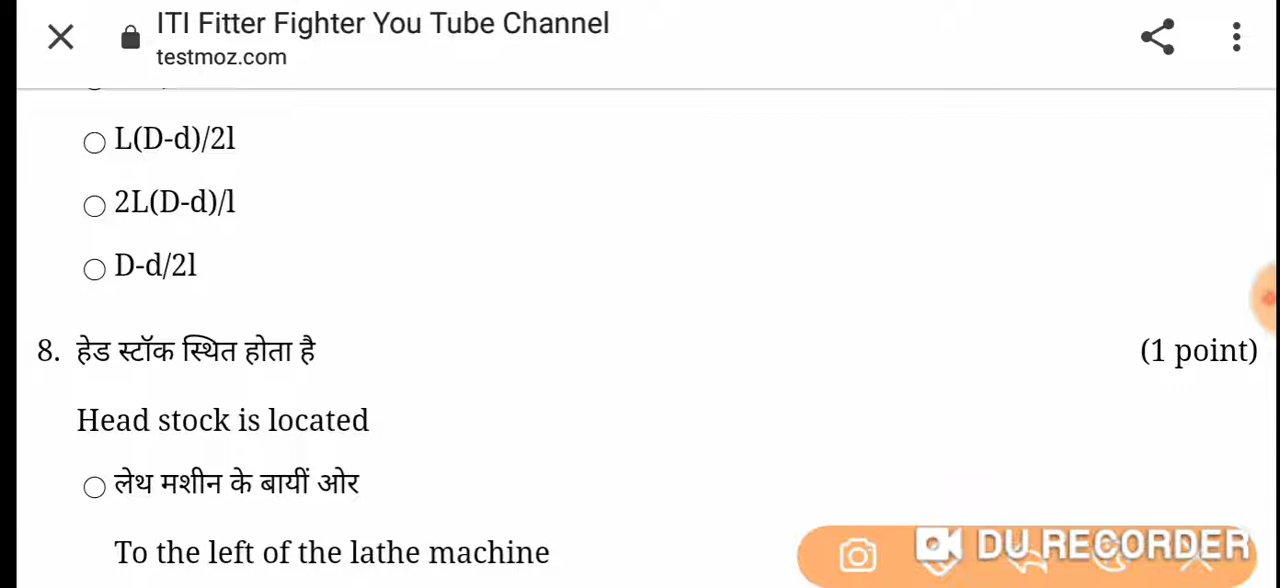 ITI Fitter Fighter You Tube Channel
testmoz.com
L(D-d)/2l
2L(D-d)/l
D-d/2l
8. हेड स्टॉक स्थित होता है (1 point)
Head stock is located
लेथ मशीन के बायीं ओर
To the left of the lathe machine
DU RECORDER